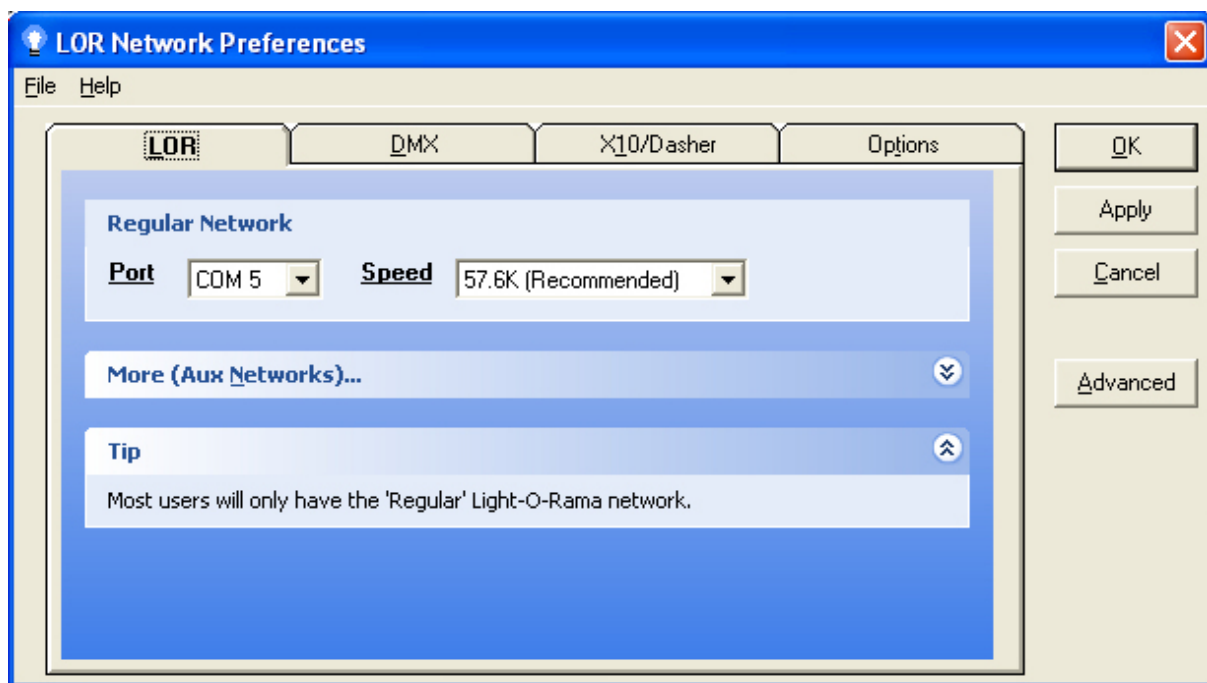 LOR Network Preferences
File Help
LOR DMX X10/Dasher Options
OK
Apply
Cancel
Advanced
Regular Network
Port COM 5 Speed 57.6K (Recommended)
More (Aux Networks)...
Tip
Most users will only have the 'Regular' Light-O-Rama network.